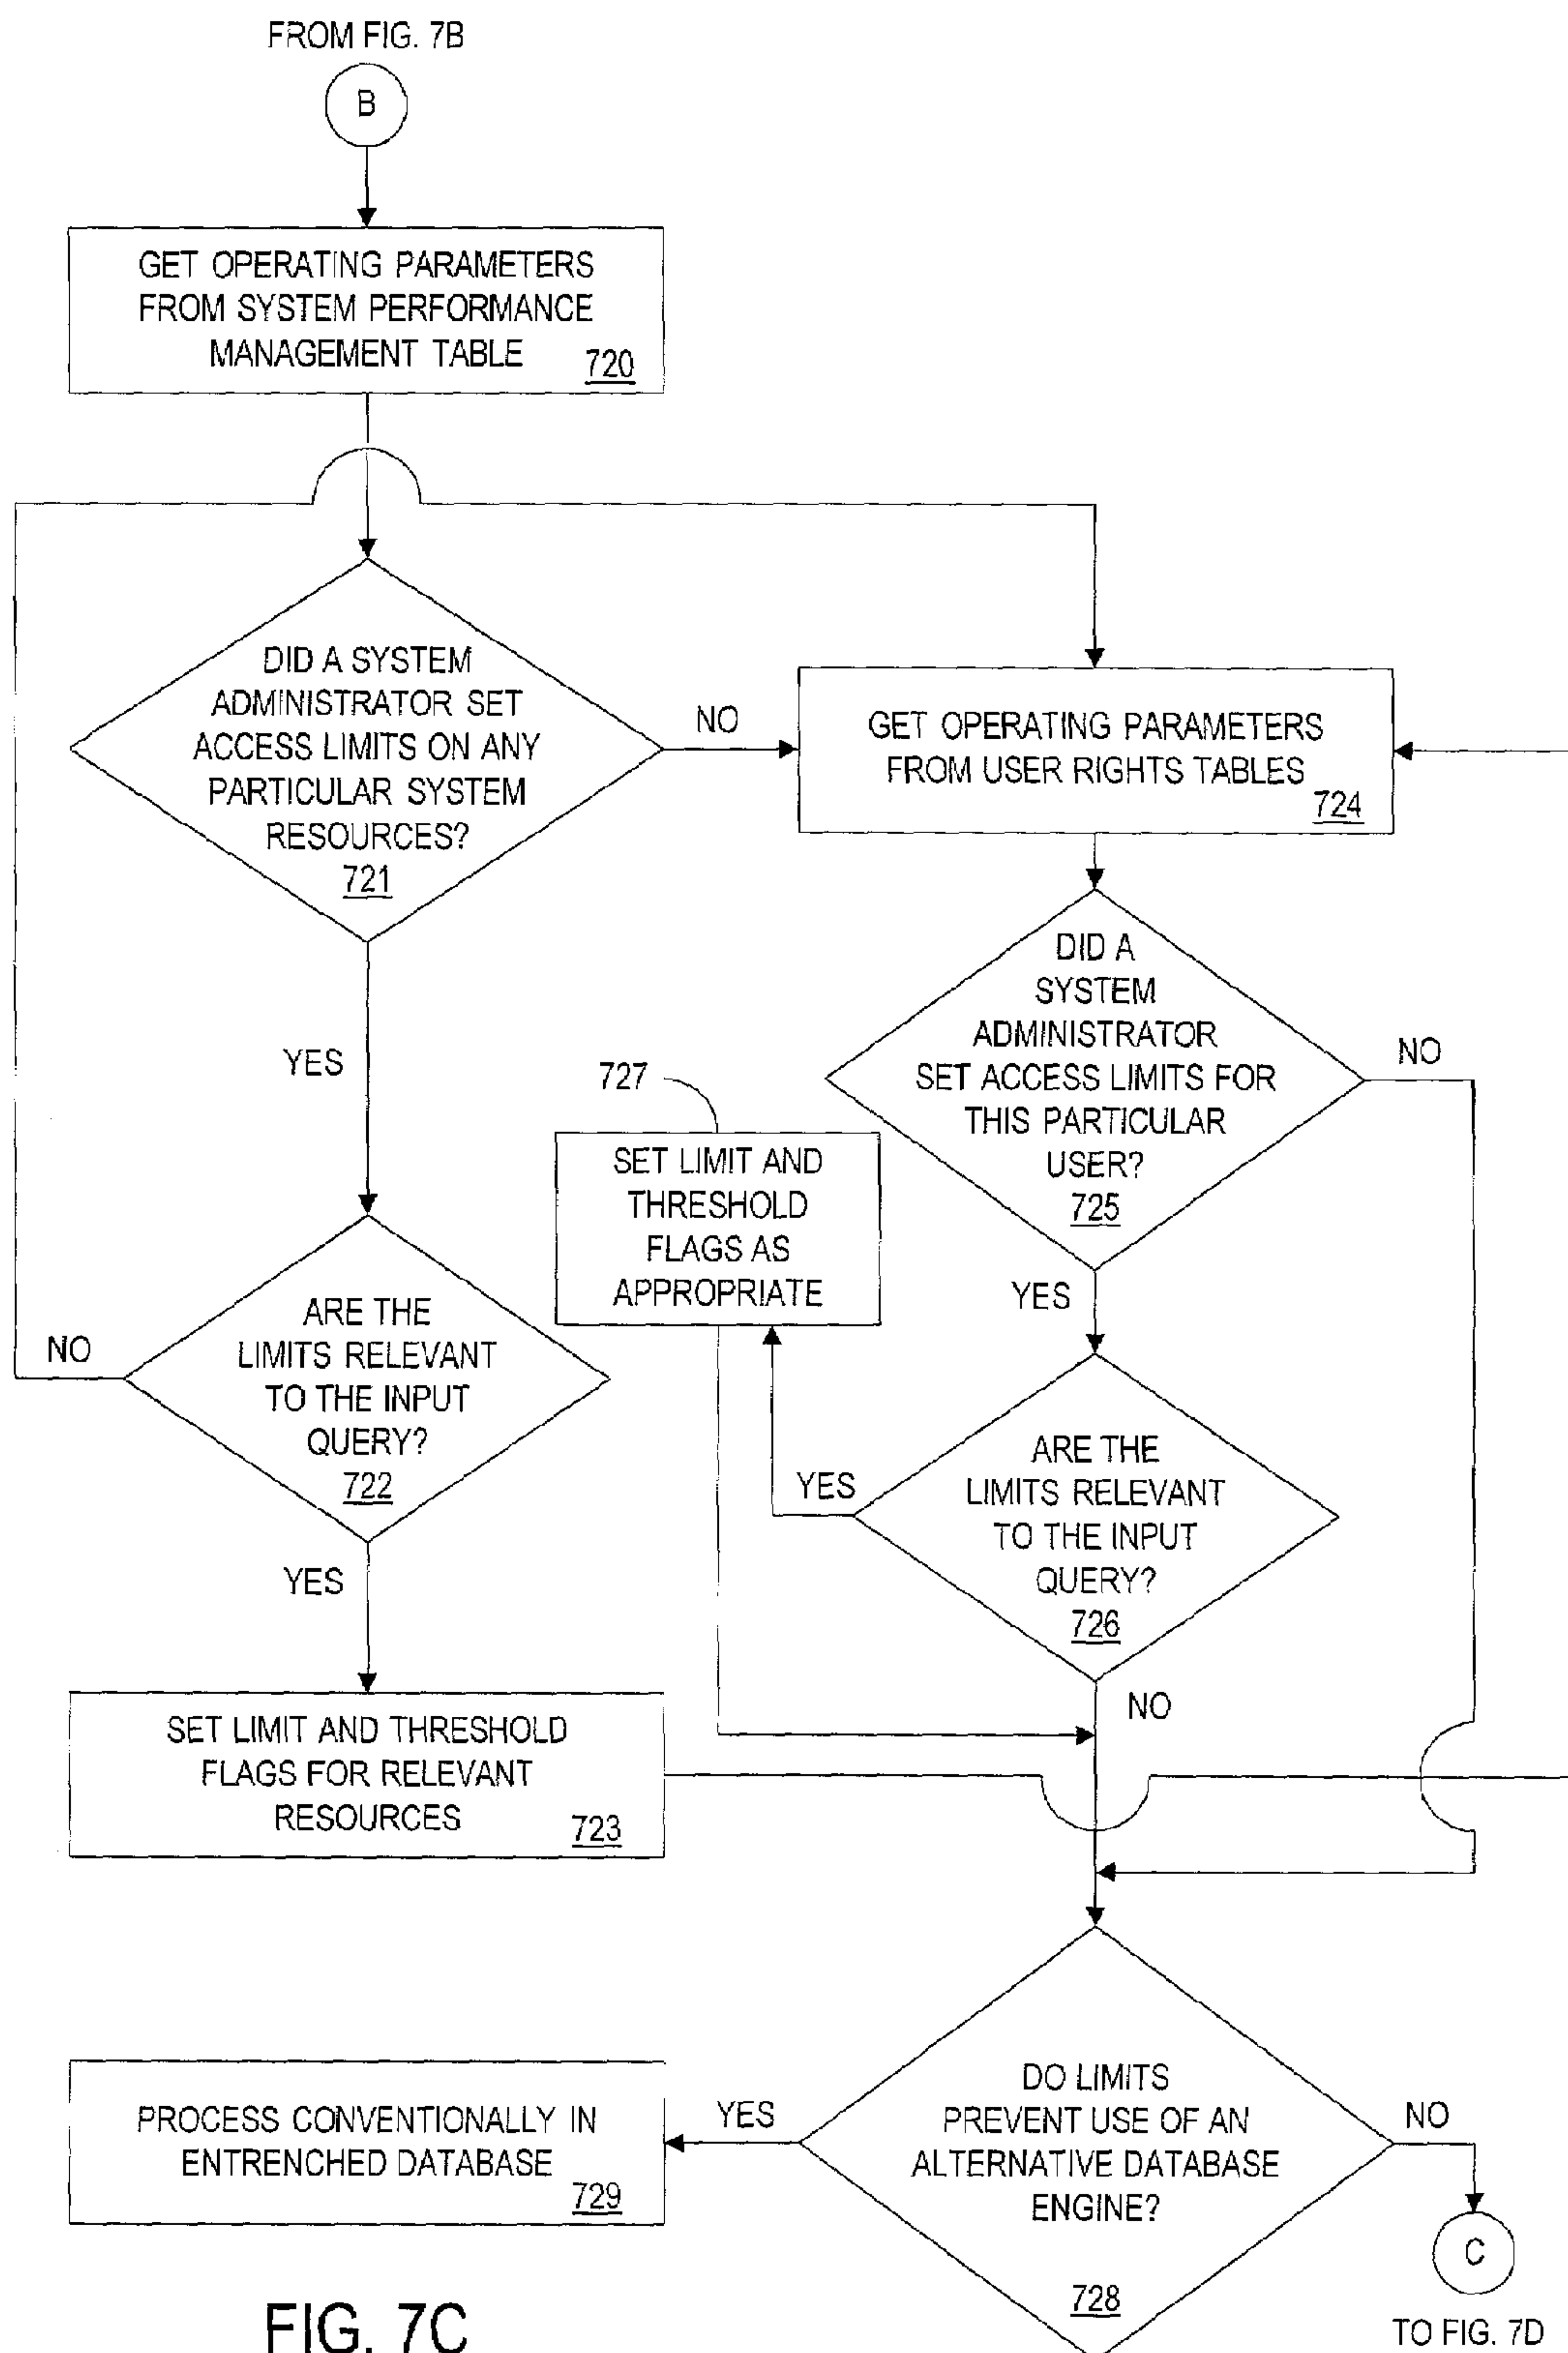 FROM FIG. 7B
B
GET OPERATING PARAMETERS
FROM SYSTEM PERFORMANCE
MANAGEMENT TABLE
720
DID A SYSTEM
ADMINISTRATOR SET
ACCESS LIMITS ON ANY
PARTICULAR SYSTEM
RESOURCES?
721
NO
GET OPERATING PARAMETERS
FROM USER RIGHTS TABLES
724
YES
DID A
SYSTEM
ADMINISTRATOR
SET ACCESS LIMITS FOR
THIS PARTICULAR
USER?
725
NO
727
SET LIMIT AND
THRESHOLD
FLAGS AS
APPROPRIATE
YES
ARE THE
LIMITS RELEVANT
TO THE INPUT
QUERY?
722
NO
ARE THE
LIMITS RELEVANT
TO THE INPUT
QUERY?
726
YES
YES
NO
SET LIMIT AND THRESHOLD
FLAGS FOR RELEVANT
RESOURCES
723
DO LIMITS
PREVENT USE OF AN
ALTERNATIVE DATABASE
ENGINE?
728
YES
NO
PROCESS CONVENTIONALLY IN
ENTRENCHED DATABASE
729
C
TO FIG. 7D
FIG. 7C